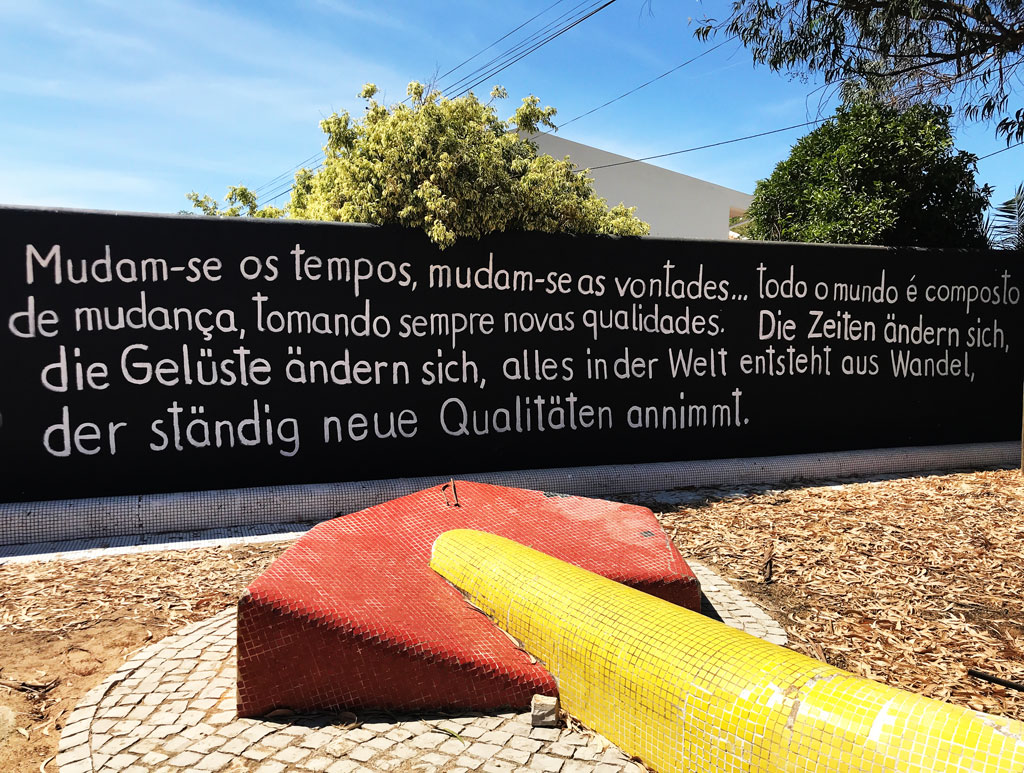 Mudam-se os tempos, mudam-se as vontades... todo o mundo é composto
de mudança, tomando sempre novas qualidades. Die Zeiten ändern sich,
die Gelüste ändern sich, alles in der Welt entsteht aus Wandel,
der ständig neue Qualitäten annimmt.